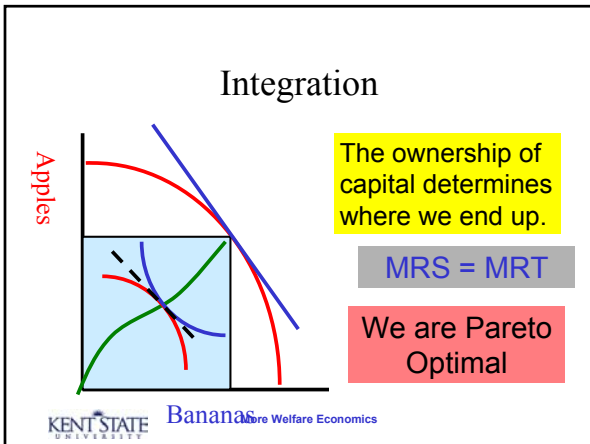 Integration
Apples
The ownership of
capital determines
where we end up.
MRS = MRT
We are Pareto
Optimal
Bananas
More Welfare Economics
KENT STATE
UNIVERSITY